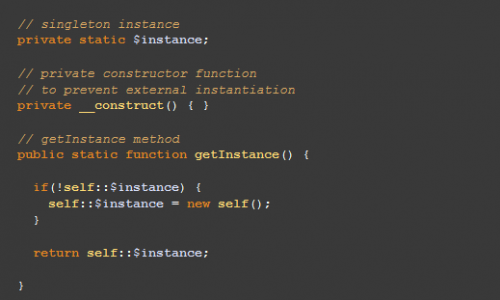 // singleton instance
private static $instance;
// private constructor function
// to prevent external instantiation
private __construct() { }
// getInstance method
public static function getInstance() {
if(!self::$instance) {
self::$instance = new self();
}
return self::$instance;
}